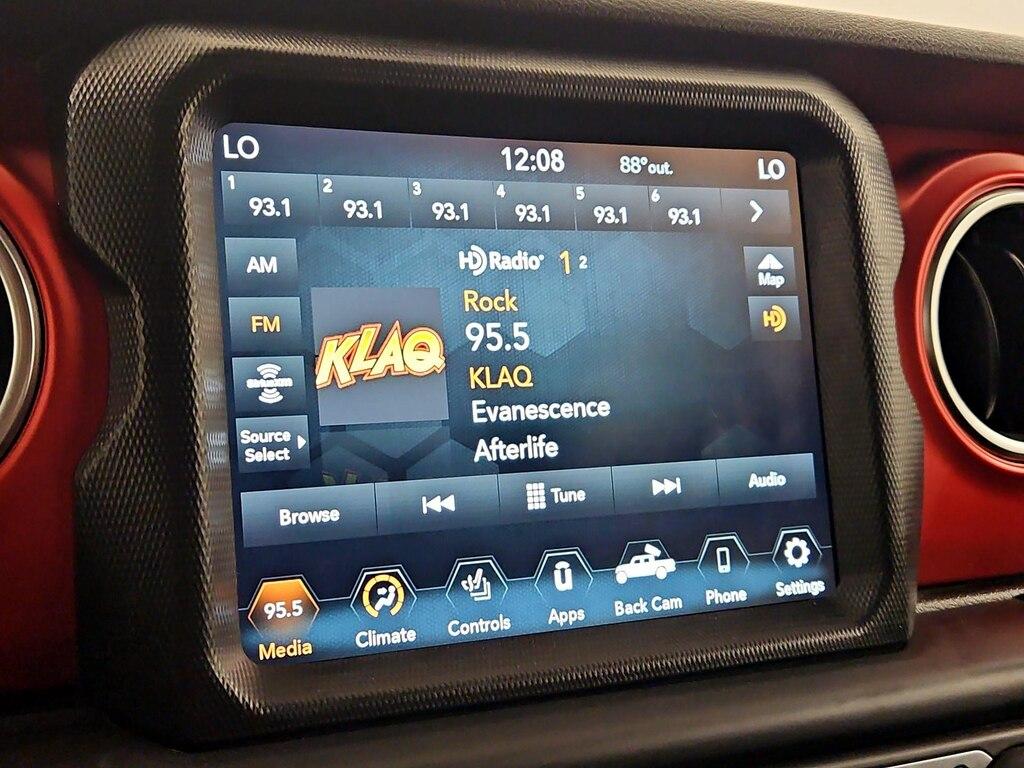 LO 12:08 88° out. LO
1 2 3 4 5 6
93.1 93.1 93.1 93.1 93.1 93.1
AM
HD Radio 1 2
Map
FM
Rock
HD
95.5
KLAQ
KLAQ
SiriusXM
Evanescence
Source
Select
Afterlife
Browse Tune Audio
95.5
Media Climate Controls Apps Back Cam Phone Settings